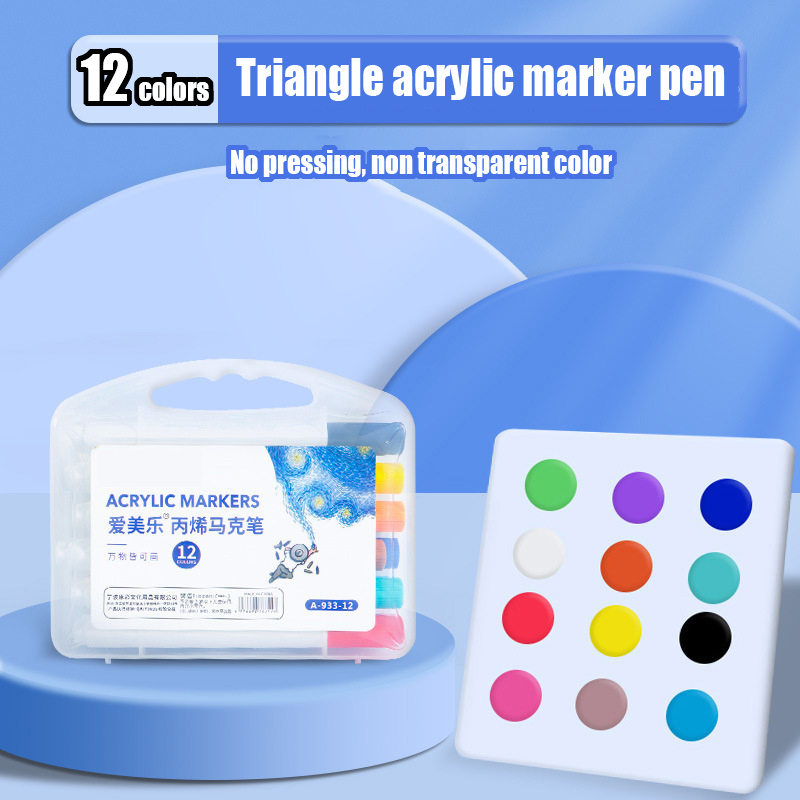 12 colors
Triangle acrylic marker pen
No pressing, non transparent color
ACRYLIC MARKERS
爱美乐 丙烯马克笔
万物皆可画
12
COLORS
A-933-12